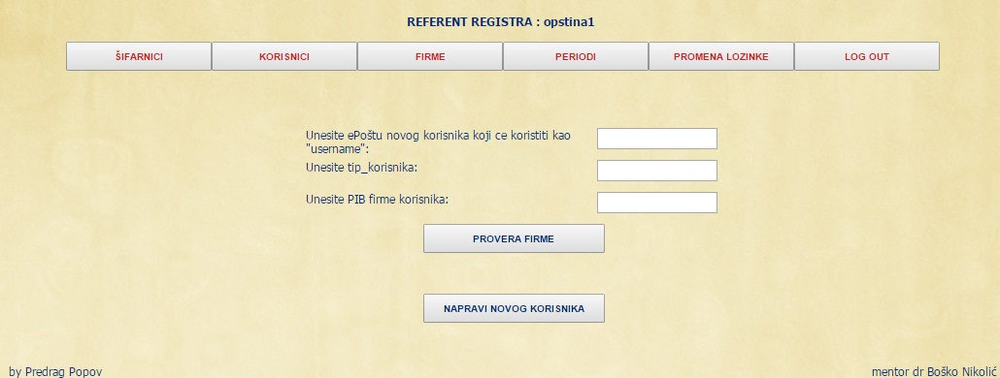 REFERENT REGISTRA : opstina1
ŠIFARNICI KORISNICI FIRME PERIODI PROMENA LOZINKE LOG OUT
Unesite ePoštu novog korisnika koji ce koristiti kao
"username":
Unesite tip_korisnika:
Unesite PIB firme korisnika:
PROVERA FIRME
NAPRAVI NOVOG KORISNIKA
by Predrag Popov mentor dr Boško Nikolić